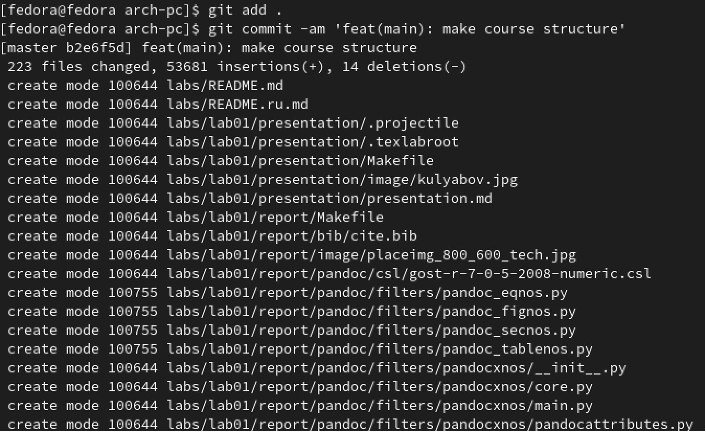 [fedora@fedora arch-pc]$ git add .
[fedora@fedora arch-pc]$ git commit -am 'feat(main): make course structure'
[master b2e6f5d] feat(main): make course structure
 223 files changed, 53681 insertions(+), 14 deletions(-)
 create mode 100644 labs/README.md
 create mode 100644 labs/README.ru.md
 create mode 100644 labs/lab01/presentation/.projectile
 create mode 100644 labs/lab01/presentation/.texlabroot
 create mode 100644 labs/lab01/presentation/Makefile
 create mode 100644 labs/lab01/presentation/image/kulyabov.jpg
 create mode 100644 labs/lab01/presentation/presentation.md
 create mode 100644 labs/lab01/report/Makefile
 create mode 100644 labs/lab01/report/bib/cite.bib
 create mode 100644 labs/lab01/report/image/placeimg_800_600_tech.jpg
 create mode 100644 labs/lab01/report/pandoc/csl/gost-r-7-0-5-2008-numeric.csl
 create mode 100755 labs/lab01/report/pandoc/filters/pandoc_eqnos.py
 create mode 100755 labs/lab01/report/pandoc/filters/pandoc_fignos.py
 create mode 100755 labs/lab01/report/pandoc/filters/pandoc_secnos.py
 create mode 100755 labs/lab01/report/pandoc/filters/pandoc_tablenos.py
 create mode 100644 labs/lab01/report/pandoc/filters/pandocxnos/__init__.py
 create mode 100644 labs/lab01/report/pandoc/filters/pandocxnos/core.py
 create mode 100644 labs/lab01/report/pandoc/filters/pandocxnos/main.py
 create mode 100644 labs/lab01/report/pandoc/filters/pandocxnos/pandocattributes.py